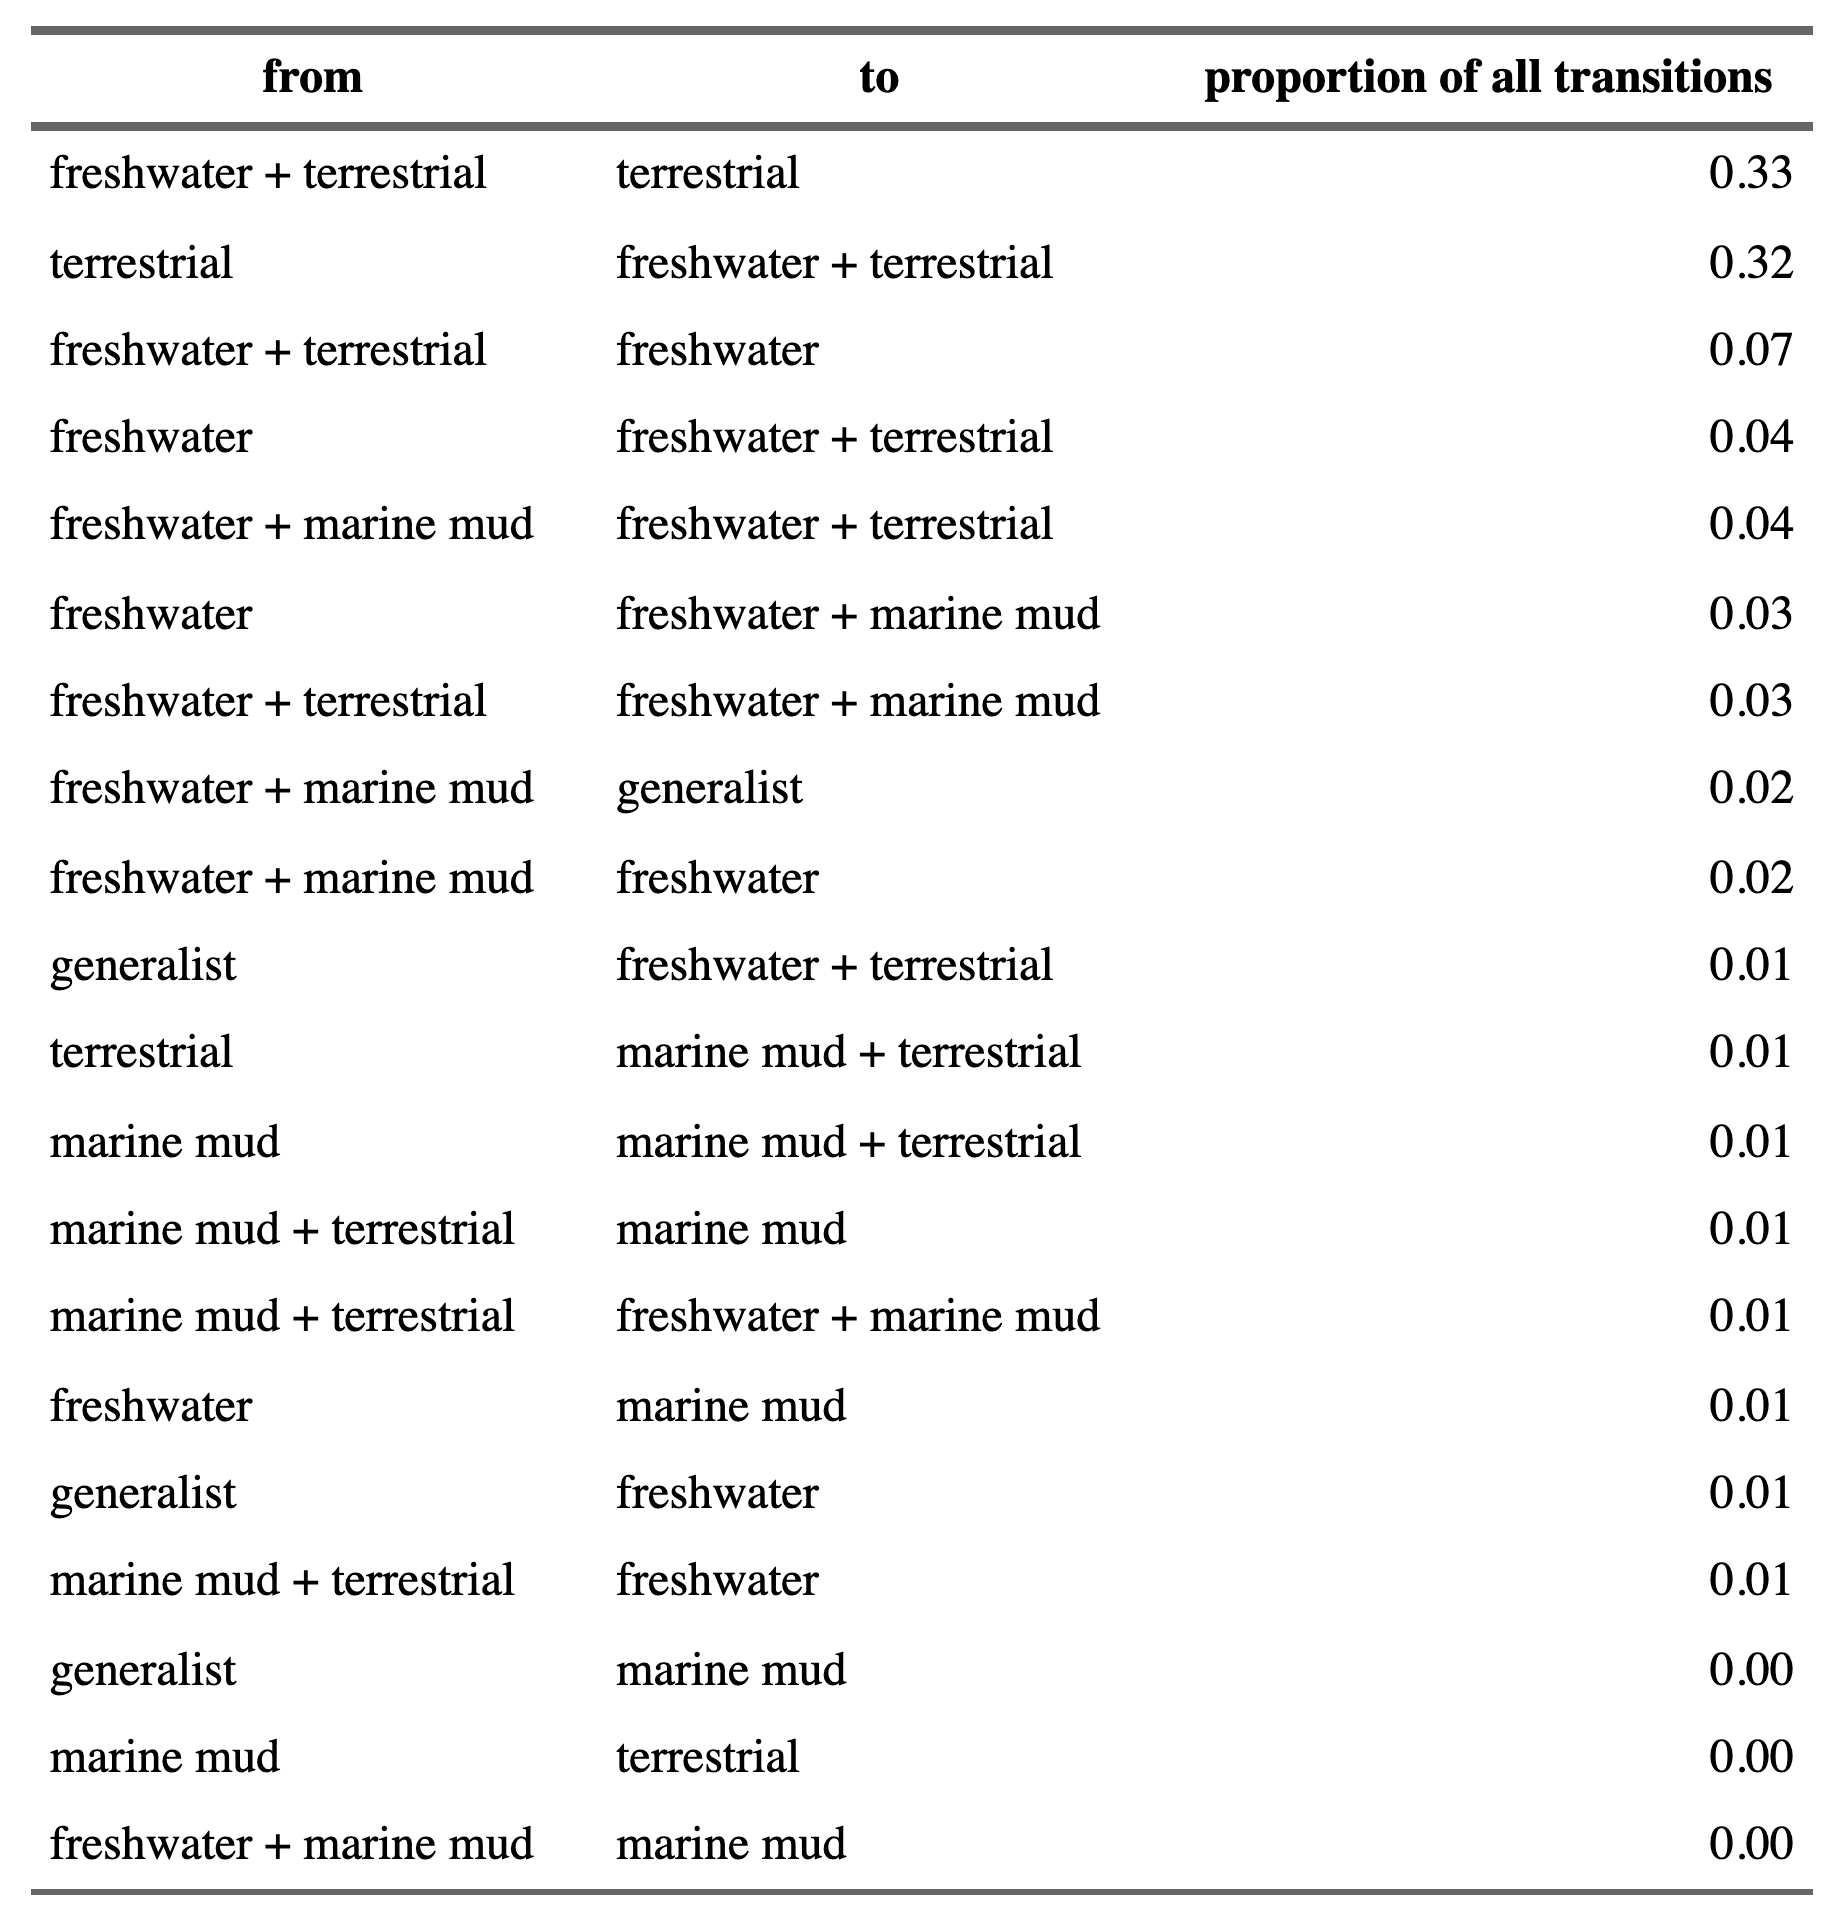 from to proportion of all transitions
freshwater + terrestrial terrestrial 0.33
terrestrial freshwater + terrestrial 0.32
freshwater + terrestrial freshwater 0.07
freshwater freshwater + terrestrial 0.04
freshwater + marine mud freshwater + terrestrial 0.04
freshwater freshwater + marine mud 0.03
freshwater + terrestrial freshwater + marine mud 0.03
freshwater + marine mud generalist 0.02
freshwater + marine mud freshwater 0.02
generalist freshwater + terrestrial 0.01
terrestrial marine mud + terrestrial 0.01
marine mud marine mud + terrestrial 0.01
marine mud + terrestrial marine mud 0.01
marine mud + terrestrial freshwater + marine mud 0.01
freshwater marine mud 0.01
generalist freshwater 0.01
marine mud + terrestrial freshwater 0.01
generalist marine mud 0.00
marine mud terrestrial 0.00
freshwater + marine mud marine mud 0.00